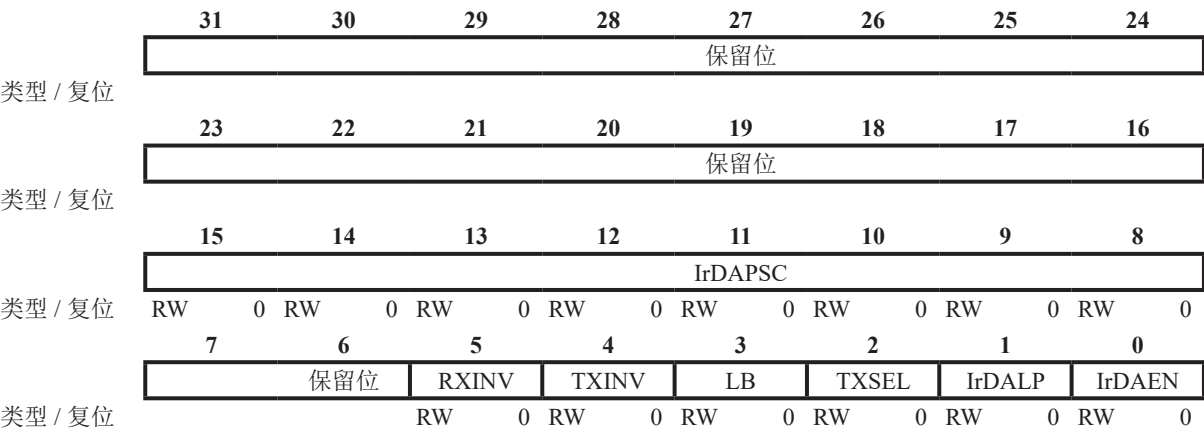 31 30 29 28 27 26 25 24
保留位
类型 / 复位
23 22 21 20 19 18 17 16
保留位
类型 / 复位
15 14 13 12 11 10 9 8
IrDAPSC
类型 / 复位 RW 0 RW 0 RW 0 RW 0 RW 0 RW 0 RW 0 RW 0
7 6 5 4 3 2 1 0
保留位 RXINV TXINV LB TXSEL IrDALP IrDAEN
类型 / 复位 RW 0 RW 0 RW 0 RW 0 RW 0 RW 0